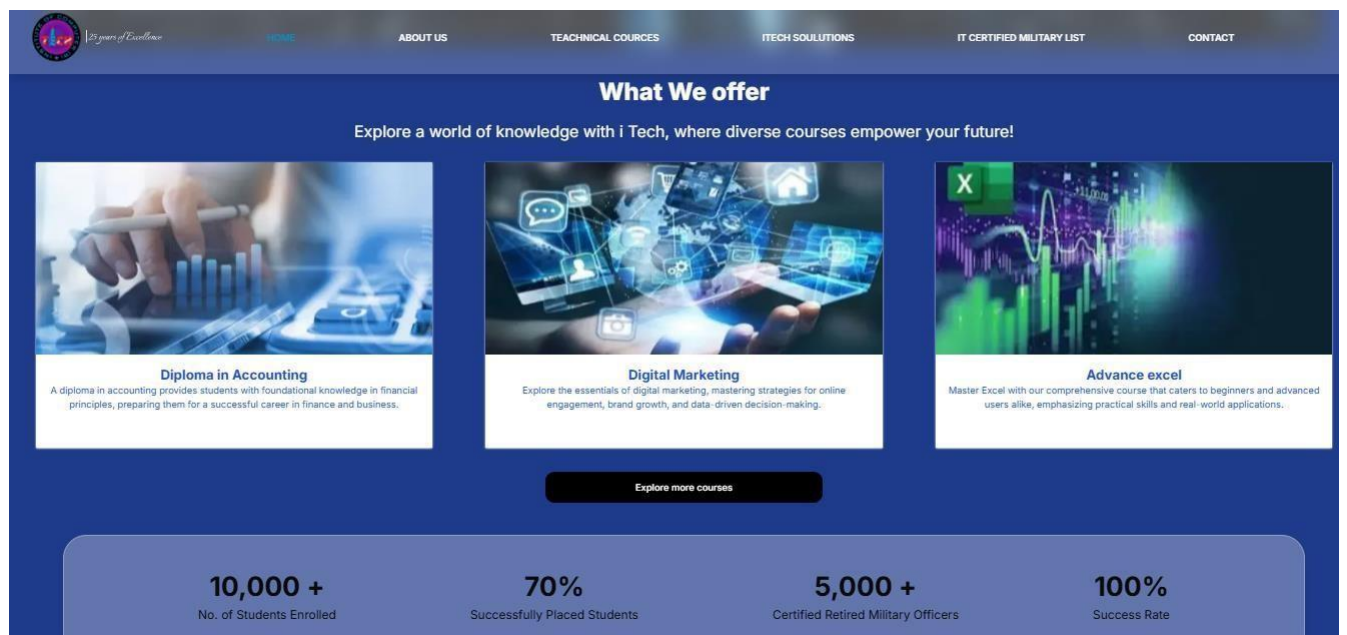 25 years of Excellence
HOME
ABOUT US
TEACHNICAL COURCES
ITECH SOULUTIONS
IT CERTIFIED MILITARY LIST
CONTACT
What We offer
Explore a world of knowledge with i Tech, where diverse courses empower your future!
Diploma in Accounting
A diploma in accounting provides students with foundational knowledge in financial
principles, preparing them for a successful career in finance and business.
Digital Marketing
Explore the essentials of digital marketing, mastering strategies for online
engagement, brand growth, and data-driven decision-making.
X
+11,00.00
Advance excel
Master Excel with our comprehensive course that caters to beginners and advanced
users alike, emphasizing practical skills and real-world applications.
Explore more courses
10,000 +
No. of Students Enrolled
70%
Successfully Placed Students
5,000 +
Certified Retired Military Officers
100%
Success Rate